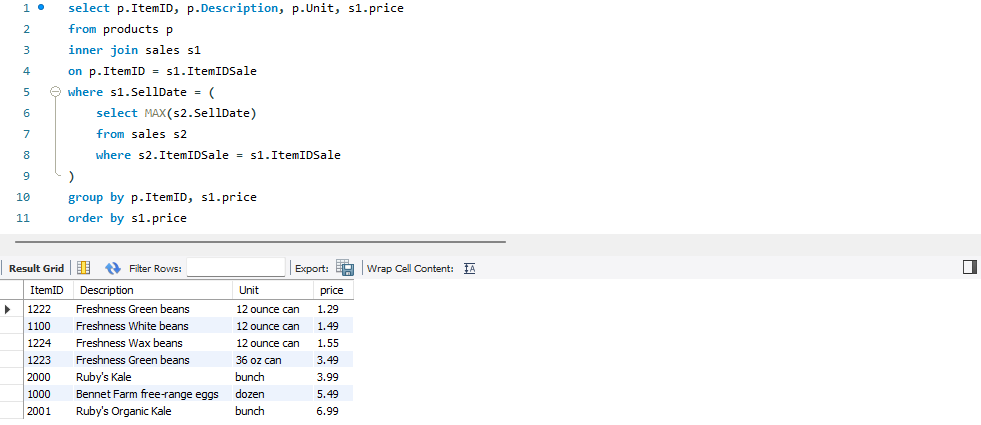 1 select p.ItemID, p.Description, p.Unit, s1.price
2 from products p
3 inner join sales s1
4 on p.ItemID = s1.ItemIDSale
5 where s1.SellDate = (
6 select MAX(s2.SellDate)
7 from sales s2
8 where s2.ItemIDSale = s1.ItemIDSale
9 )
10 group by p.ItemID, s1.price
11 order by s1.price
Result Grid Filter Rows: Export: Wrap Cell Content: IA
ItemID Description Unit price
1222 Freshness Green beans 12 ounce can 1.29
1100 Freshness White beans 12 ounce can 1.49
1224 Freshness Wax beans 12 ounce can 1.55
1223 Freshness Green beans 36 oz can 3.49
2000 Ruby's Kale bunch 3.99
1000 Bennet Farm free-range eggs dozen 5.49
2001 Ruby's Organic Kale bunch 6.99